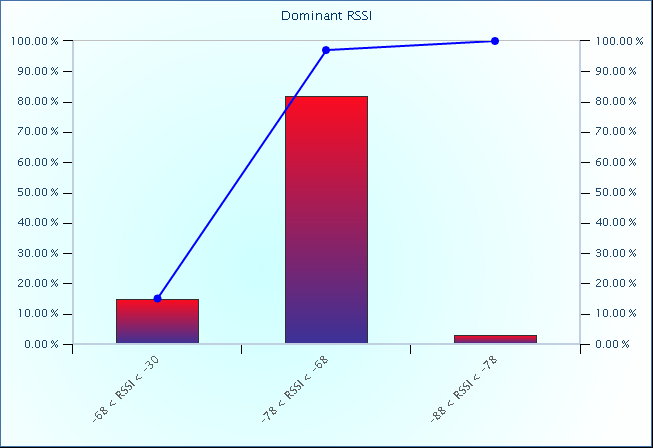 Dominant RSSI
100.00 % 100.00 %
90.00 % 90.00 %
80.00 % 80.00 %
70.00 % 70.00 %
60.00 % 60.00 %
50.00 % 50.00 %
40.00 % 40.00 %
30.00 % 30.00 %
20.00 % 20.00 %
10.00 % 10.00 %
0.00 % 0.00 %
-68 < RSSI < -30
-78 < RSSI < -68
-88 < RSSI < -78